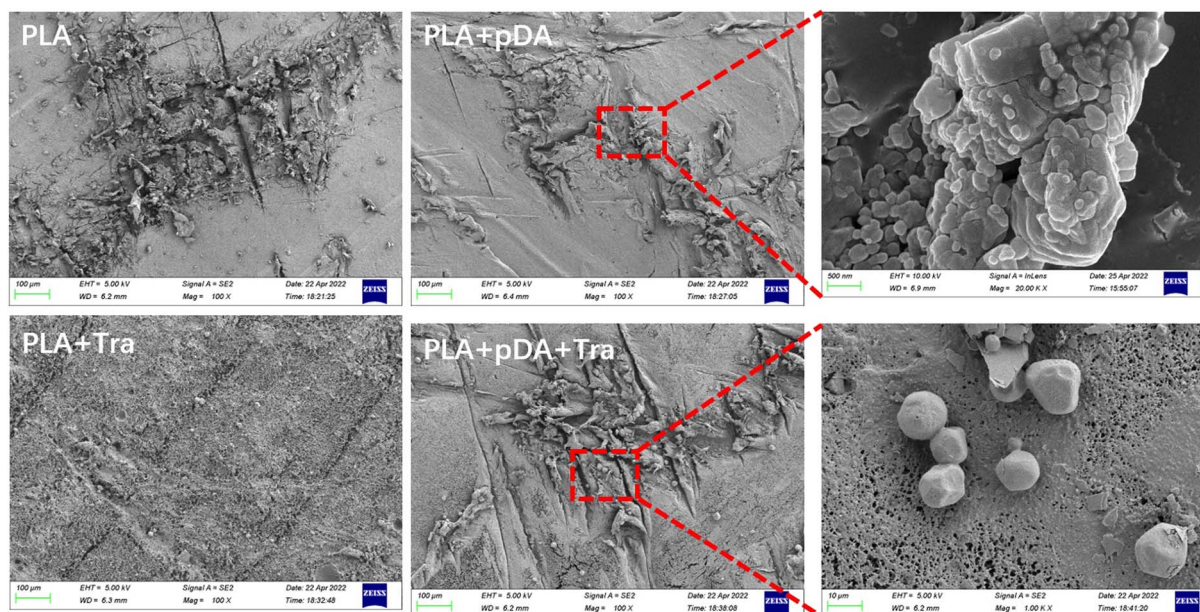 PLA
100 µm
EHT = 5.00 kV
Signal A = SE2
Date: 22 Apr 2022
WD = 6.2 mm
Mag = 100 X
Time: 18:21:25
ZEISS
PLA+pDA
100 µm
EHT = 5.00 kV
Signal A = SE2
Date: 22 Apr 2022
WD = 6.4 mm
Mag = 100 X
Time: 18:27:05
ZEISS
500 nm
EHT = 10.00 kV
Signal A = InLens
Date: 25 Apr 2022
WD = 6.9 mm
Mag = 20.00 K X
Time: 15:55:07
ZEISS
PLA+Tra
100 µm
EHT = 5.00 kV
Signal A = SE2
Date: 22 Apr 2022
WD = 6.3 mm
Mag = 100 X
Time: 18:32:48
ZEISS
PLA+pDA+Tra
100 µm
EHT = 5.00 kV
Signal A = SE2
Date: 22 Apr 2022
WD = 6.2 mm
Mag = 100 X
Time: 18:38:08
ZEISS
10 µm
EHT = 5.00 kV
Signal A = SE2
Date: 22 Apr 2022
WD = 6.2 mm
Mag = 1.00 K X
Time: 18:41:20
ZEISS